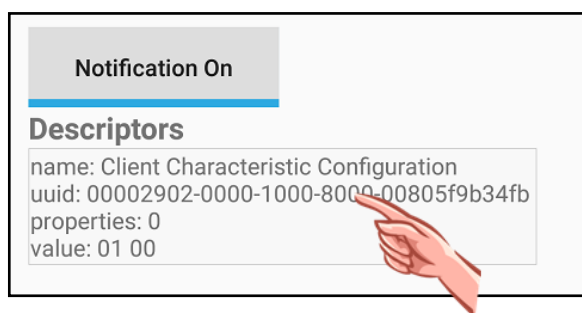 Notification On
Descriptors
name: Client Characteristic Configuration
uuid: 00002902-0000-1000-8000-00805f9b34fb
properties: 0
value: 01 00